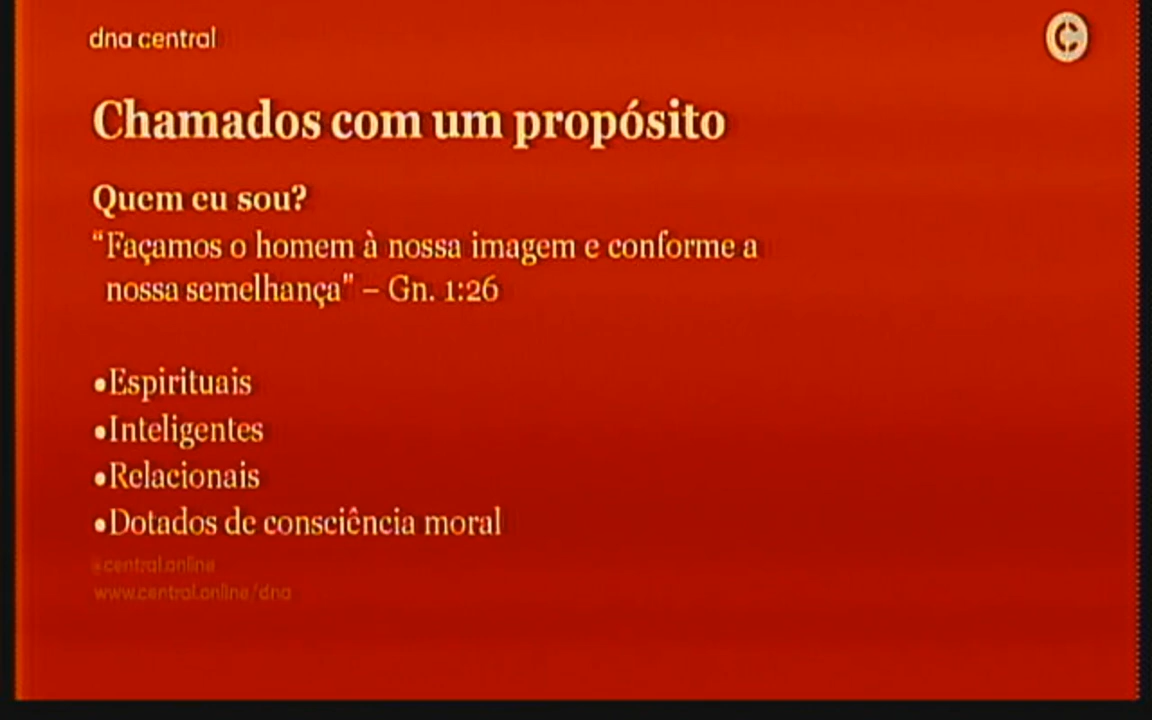 dna central
Chamados com um propósito
Quem eu sou?
“Façamos o homem à nossa imagem e conforme a
nossa semelhança” – Gn. 1:26
•Espirituais
•Inteligentes
•Relacionais
•Dotados de consciência moral
@central.online
www.central.online/dna